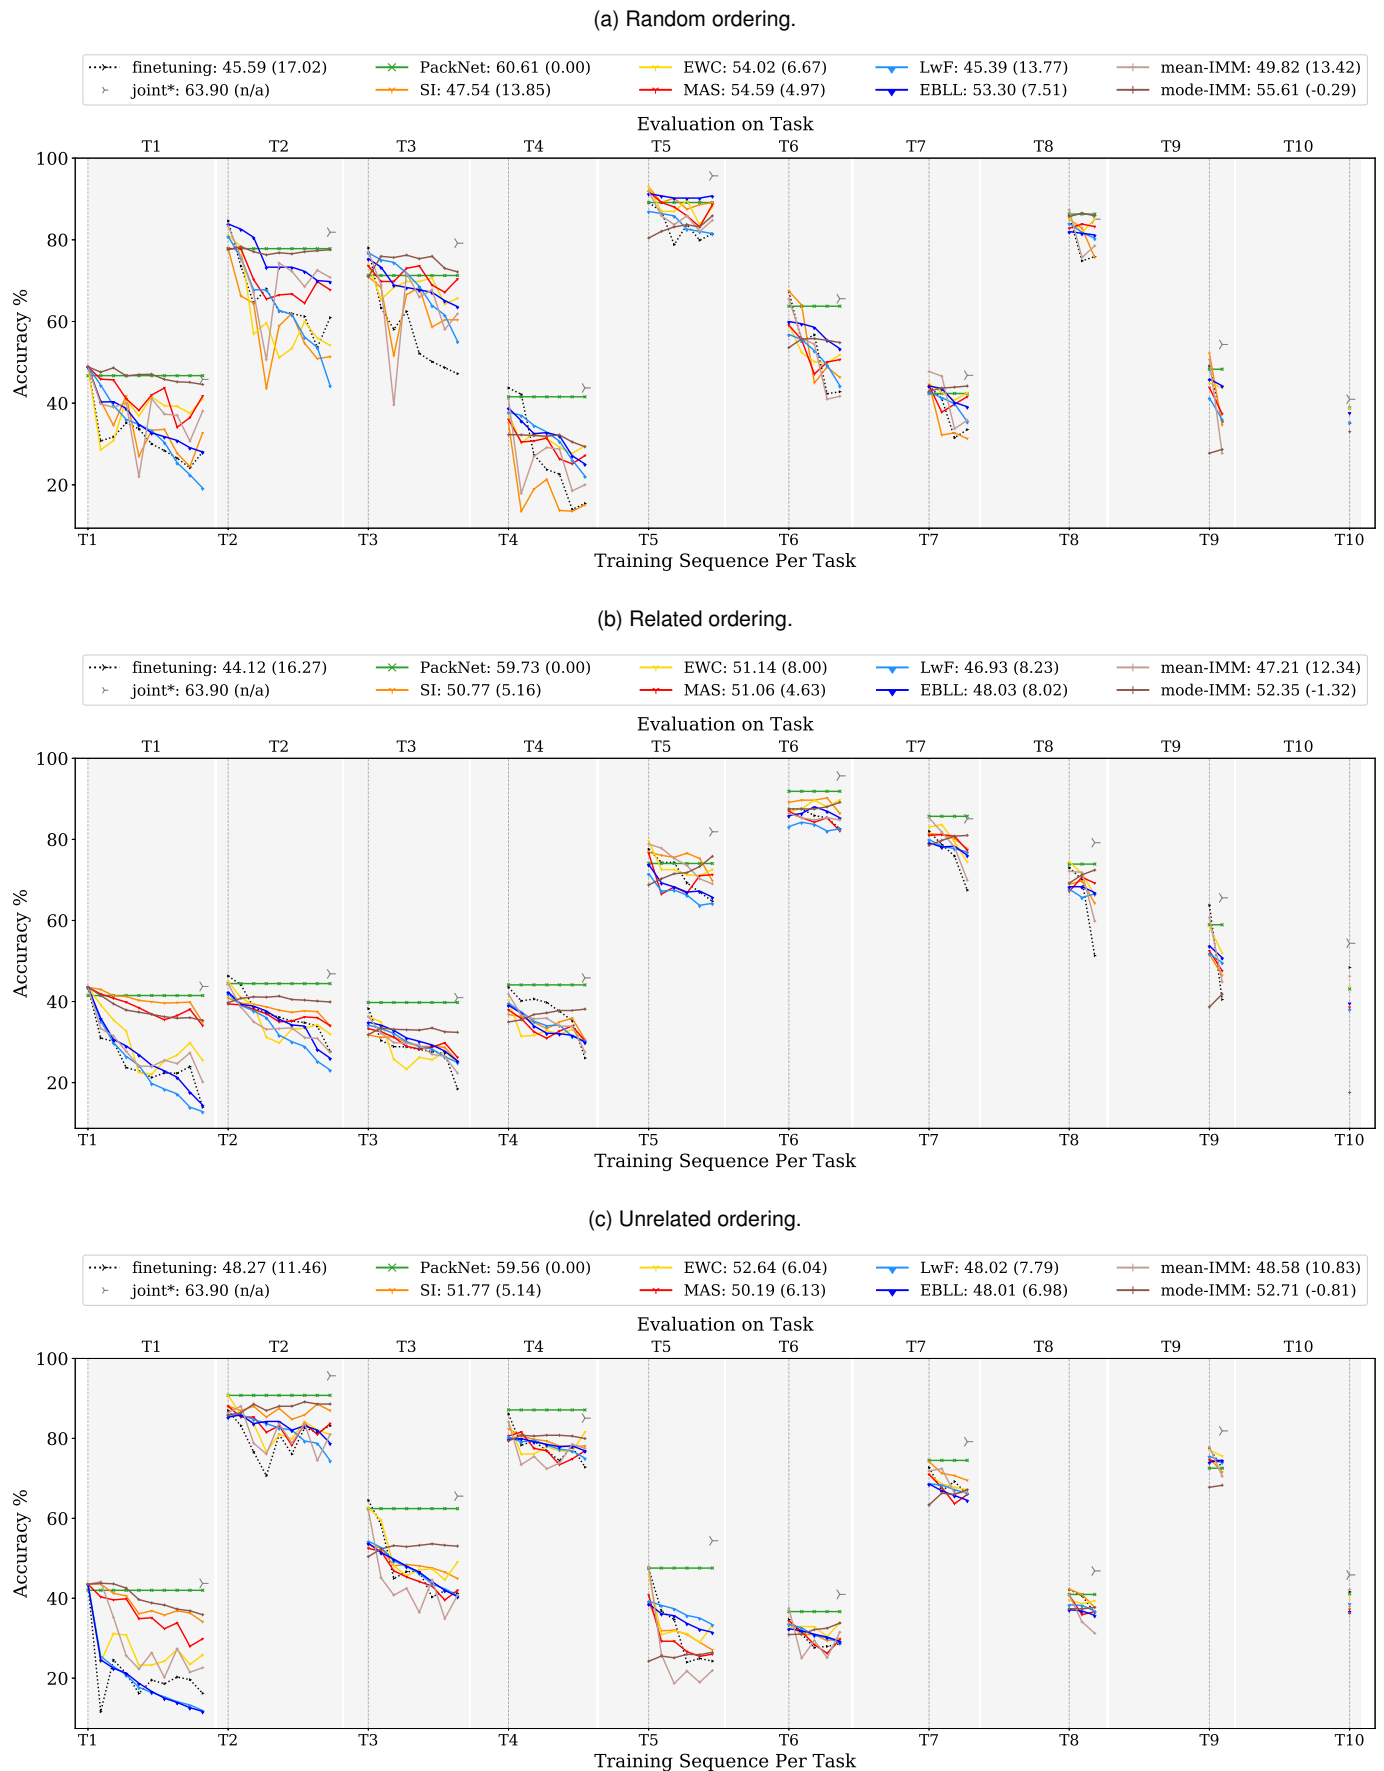 (a) Random ordering.
finetuning: 45.59 (17.02) PackNet: 60.61 (0.00) EWC: 54.02 (6.67) LwF: 45.39 (13.77) mean-IMM: 49.82 (13.42)
joint*: 63.90 (n/a) SI: 47.54 (13.85) MAS: 54.59 (4.97) EBLL: 53.30 (7.51) mode-IMM: 55.61 (-0.29)
Evaluation on Task
T1 T2 T3 T4 T5 T6 T7 T8 T9 T10
100
80
60
40
20
Accuracy %
T1 T2 T3 T4 T5 T6 T7 T8 T9 T10
Training Sequence Per Task
(b) Related ordering.
finetuning: 44.12 (16.27) PackNet: 59.73 (0.00) EWC: 51.14 (8.00) LwF: 46.93 (8.23) mean-IMM: 47.21 (12.34)
joint*: 63.90 (n/a) SI: 50.77 (5.16) MAS: 51.06 (4.63) EBLL: 48.03 (8.02) mode-IMM: 52.35 (-1.32)
Evaluation on Task
T1 T2 T3 T4 T5 T6 T7 T8 T9 T10
100
80
60
40
20
Accuracy %
T1 T2 T3 T4 T5 T6 T7 T8 T9 T10
Training Sequence Per Task
(c) Unrelated ordering.
finetuning: 48.27 (11.46) PackNet: 59.56 (0.00) EWC: 52.64 (6.04) LwF: 48.02 (7.79) mean-IMM: 48.58 (10.83)
joint*: 63.90 (n/a) SI: 51.77 (5.14) MAS: 50.19 (6.13) EBLL: 48.01 (6.98) mode-IMM: 52.71 (-0.81)
Evaluation on Task
T1 T2 T3 T4 T5 T6 T7 T8 T9 T10
100
80
60
40
20
Accuracy %
T1 T2 T3 T4 T5 T6 T7 T8 T9 T10
Training Sequence Per Task